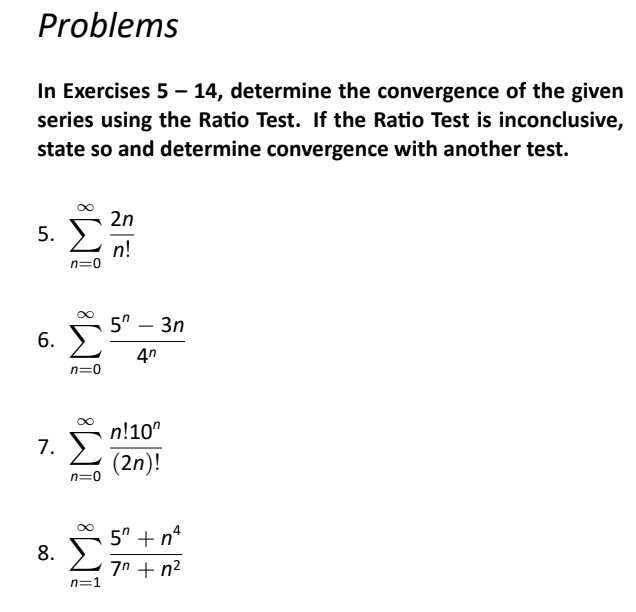 Problems
In Exercises 5 – 14, determine the convergence of the given
series using the Ratio Test. If the Ratio Test is inconclusive,
state so and determine convergence with another test.
5. $\sum_{n=0}^{\infty} \frac{2n}{n!}$
6. $\sum_{n=0}^{\infty} \frac{5^n - 3n}{4^n}$
7. $\sum_{n=0}^{\infty} \frac{n!10^n}{(2n)!}$
8. $\sum_{n=1}^{\infty} \frac{5^n + n^4}{7^n + n^2}$